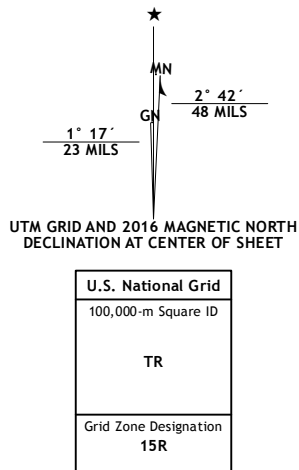 MN
GN
2° 42´
48 MILS
1° 17´
23 MILS
UTM GRID AND 2016 MAGNETIC NORTH
DECLINATION AT CENTER OF SHEET
U.S. National Grid
100,000-m Square ID
TR
Grid Zone Designation
15R